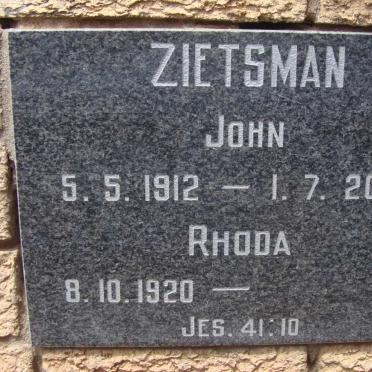 ZIETSMAN
JOHN
5. 5. 1912 — 1. 7. 20
RHODA
8. 10. 1920 —
JES. 41:10